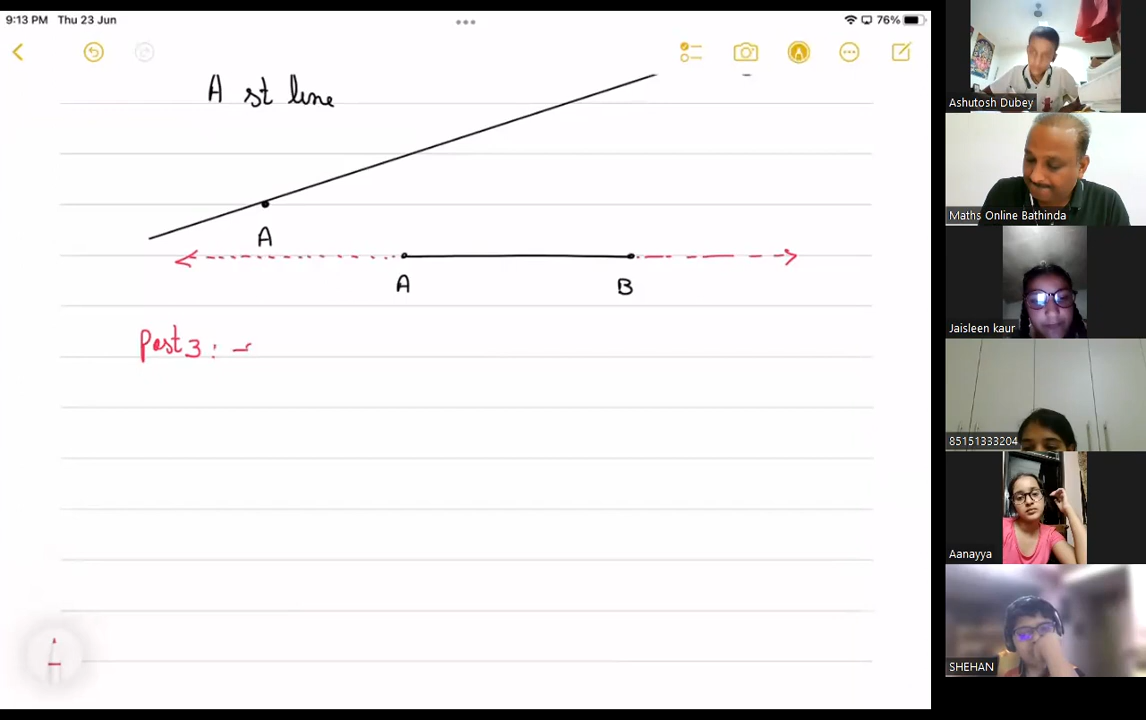 9:13 PM Thu 23 Jun
76%
A st line
A
A B
Post 3 : -
Ashutosh Dubey
Maths Online Bathinda
Jaisleen kaur
85151333204
Aanayya
SHEHAN